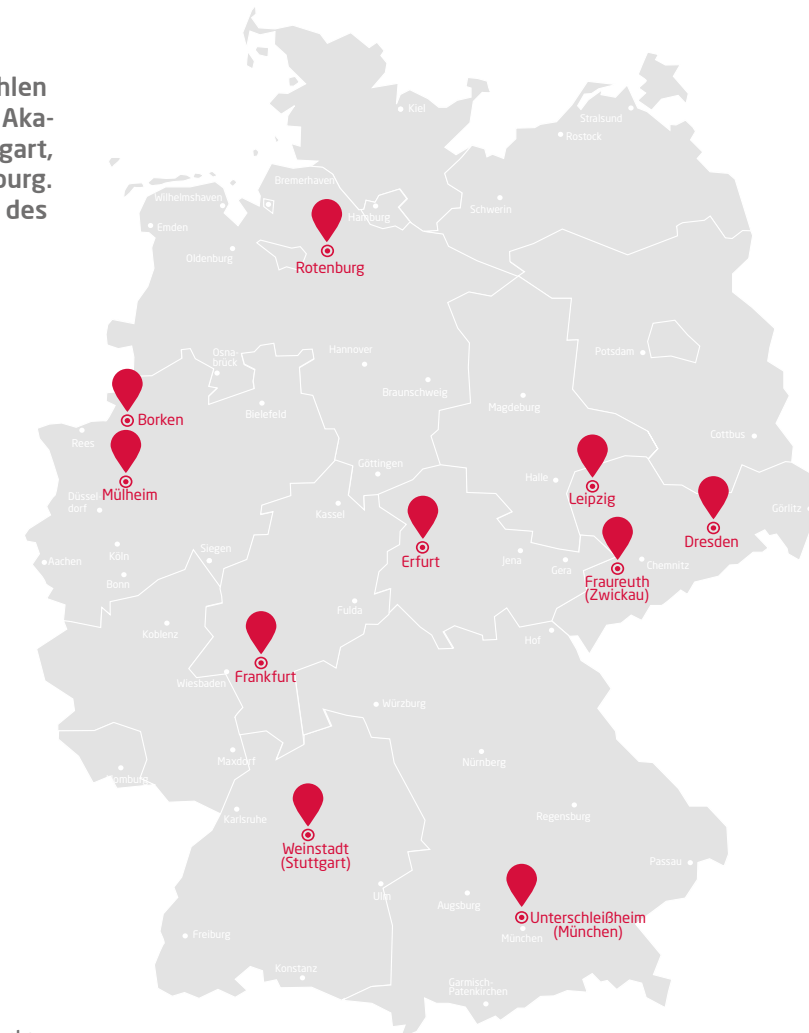 hlen
Aka-
gart,
burg.
des
Kiel
Stralsund
Rostock
Bremerhaven
Wilhelmshaven
Hamburg
Schwerin
Emden
Oldenburg
Rotenburg
Osna-
brück
Hannover
Potsdam
Braunschweig
Magdeburg
Bielefeld
Borken
Rees
Cottbus
Göttingen
Halle
Mülheim
Leipzig
Düssel
dorf
Kassel
Görlitz
Dresden
Köln
Siegen
Erfurt
Jena
Gera
Chemnitz
Aachen
Bonn
Fraureuth
(Zwickau)
Fulda
Koblenz
Hof
Frankfurt
Wiesbaden
Würzburg
Maxdorf
Nürnberg
Homburg
Karlsruhe
Regensburg
Weinstadt
(Stuttgart)
Passau
Ulm
Augsburg
Unterschleißheim
(München)
München
Freiburg
Konstanz
Garmisch-
Patenkirchen